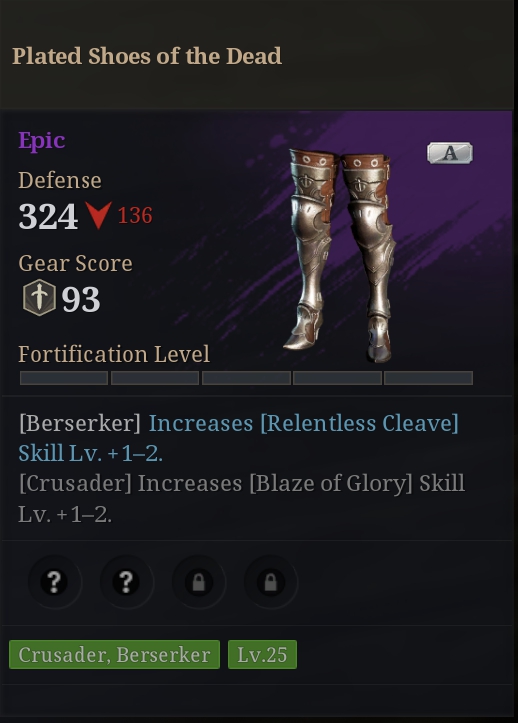 Plated Shoes of the Dead
Epic
A
Defense
324 136
Gear Score
93
Fortification Level
[Berserker] Increases [Relentless Cleave]
Skill Lv. +1–2.
[Crusader] Increases [Blaze of Glory] Skill
Lv. +1–2.
? ?
Crusader, Berserker Lv.25